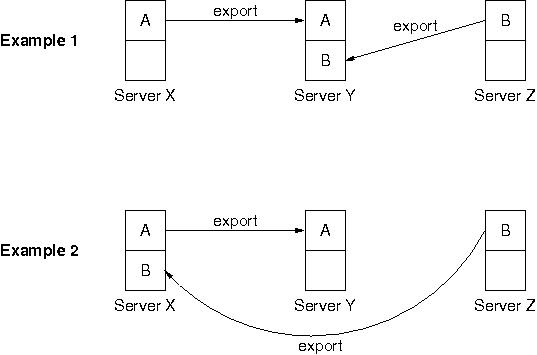 export
A A B
Example 1
export
B
Server X Server Y Server Z
export
A A B
Example 2
B
Server X Server Y Server Z
export